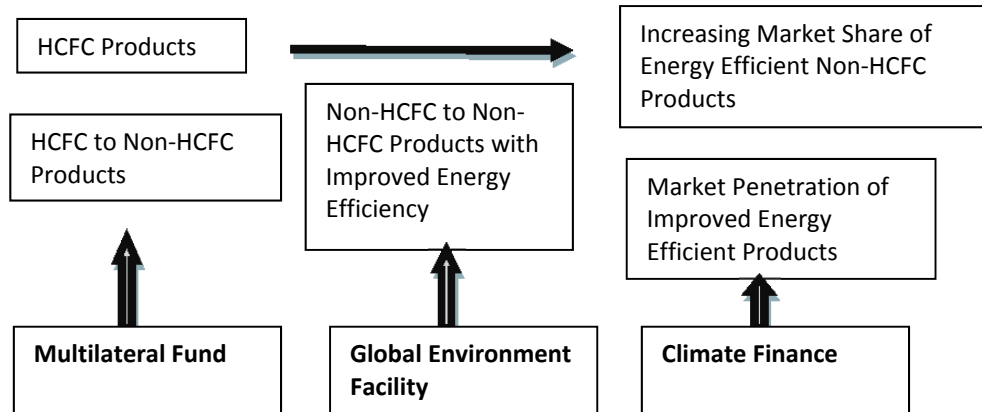 HCFC Products
Increasing Market Share of
Energy Efficient Non-HCFC
Products
HCFC to Non-HCFC
Products
Non-HCFC to Non-
HCFC Products with
Improved Energy
Efficiency
Market Penetration of
Improved Energy
Efficient Products
Multilateral Fund
Global Environment
Facility
Climate Finance